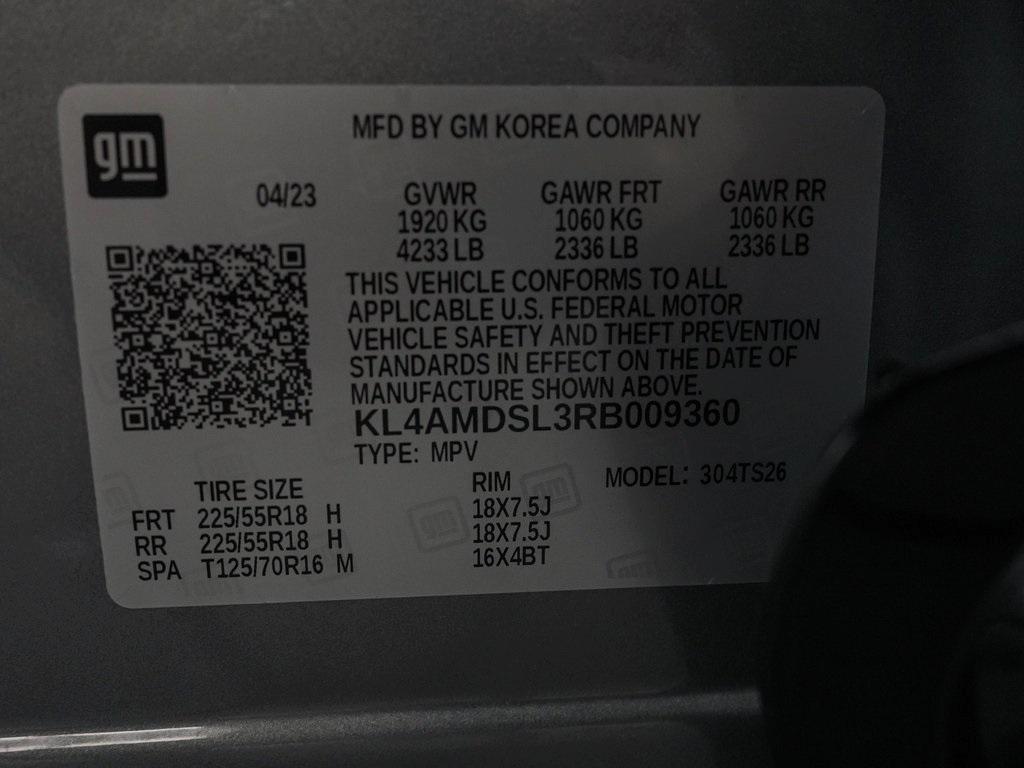 gm
MFD BY GM KOREA COMPANY
04/23 GVWR GAWR FRT GAWR RR
1920 KG 1060 KG 1060 KG
4233 LB 2336 LB 2336 LB
THIS VEHICLE CONFORMS TO ALL
APPLICABLE U.S. FEDERAL MOTOR
VEHICLE SAFETY AND THEFT PREVENTION
STANDARDS IN EFFECT ON THE DATE OF
MANUFACTURE SHOWN ABOVE.
KL4AMDSL3RB009360
TYPE: MPV
TIRE SIZE RIM MODEL: 304TS26
FRT 225/55R18 H 18X7.5J
RR 225/55R18 H 18X7.5J
SPA T125/70R16 M 16X4BT